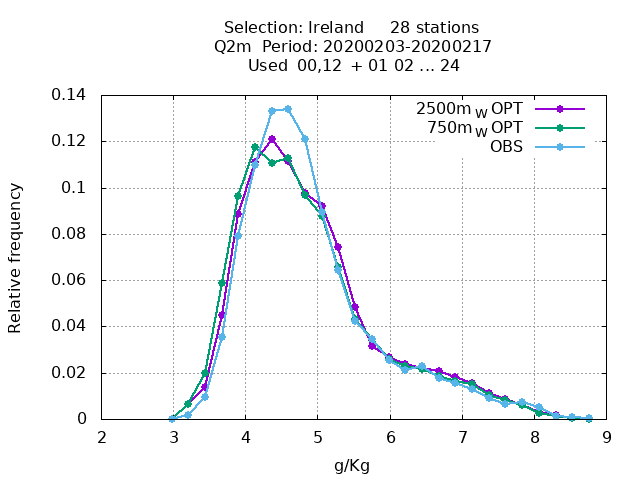 Selection: Ireland 28 stations
Q2m Period: 20200203-20200217
Used 00,12 + 01 02 ... 24
2500m W OPT
750m W OPT
OBS
Relative frequency
0.14
0.12
0.1
0.08
0.06
0.04
0.02
0
2 3 4 5 6 7 8 9
g/Kg